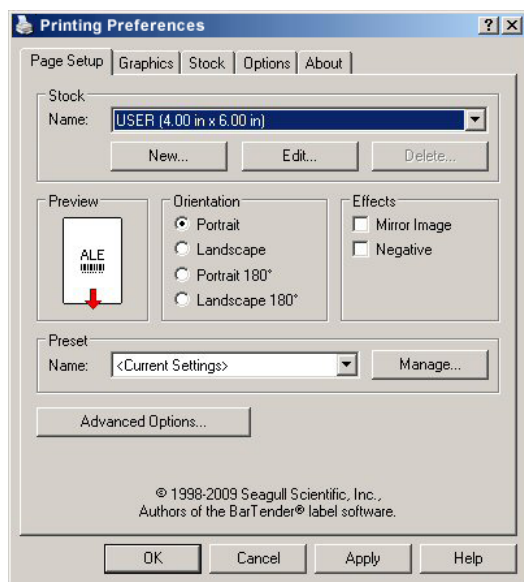 Printing Preferences
Page Setup Graphics Stock Options About
Stock
Name: USER (4.00 in x 6.00 in)
New... Edit... Delete...
Preview Orientation Effects
ALE
Portrait Mirror Image
Landscape Negative
Portrait 180°
Landscape 180°
Preset
Name: <Current Settings> Manage...
Advanced Options...
© 1998-2009 Seagull Scientific, Inc.,
Authors of the BarTender® label software.
OK Cancel Apply Help